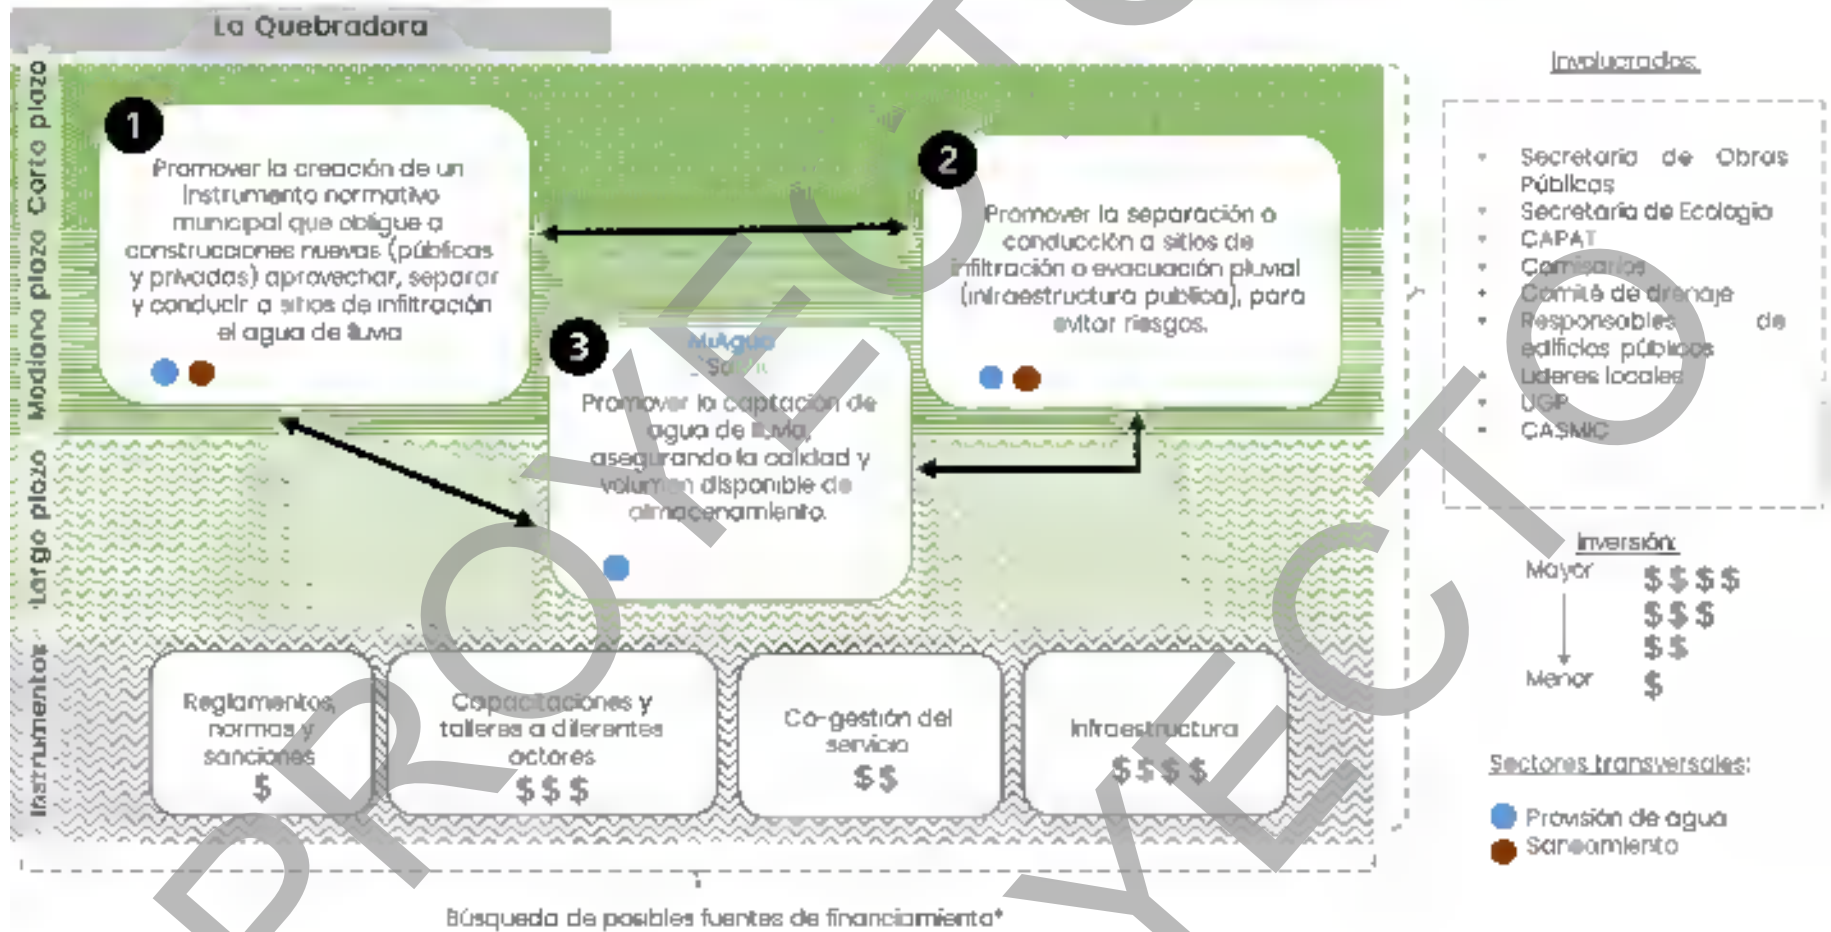 La Quebradora
Corto plazo
Mediano plazo
Largo plazo
Instrumentos
1
Promover la creación de un
instrumento normativo
municipal que obligue a
construcciones nuevas (públicas
y privadas) aprovechar, separar
y conducir a sitios de infiltración
el agua de lluvia
2
Promover la separación o
conducción a sitios de
infiltración o evacuación pluvial
(infraestructura publica), para
evitar riesgos.
3
MiAgua
Promover la captación de
agua de lluvia,
asegurando la calidad y
volumen disponible de
almacenamiento.
Reglamentos,
normas y
sanciones
$
Capacitaciones y
talleres a diferentes
actores
$$$
Co-gestión del
servicio
$$
Infraestructura
$$$$
Búsqueda de posibles fuentes de financiamiento*
Involucrados:
• Secretaría de Obras
Públicas
• Secretaría de Ecología
• CAPAT
• Comisarios
• Comité de drenaje
• Responsables de
edificios públicos
• Líderes locales
• UGP
• CASMIC
Inversión:
Mayor $$$$
$$$
$$
Menor $
Sectores transversales:
Provisión de agua
Saneamiento
PROYECTO
PROYECTO